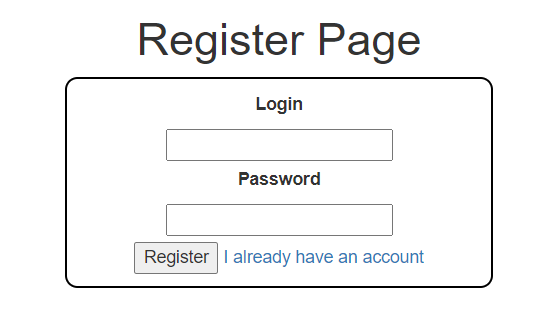 Register Page
Login
Password
Register I already have an account